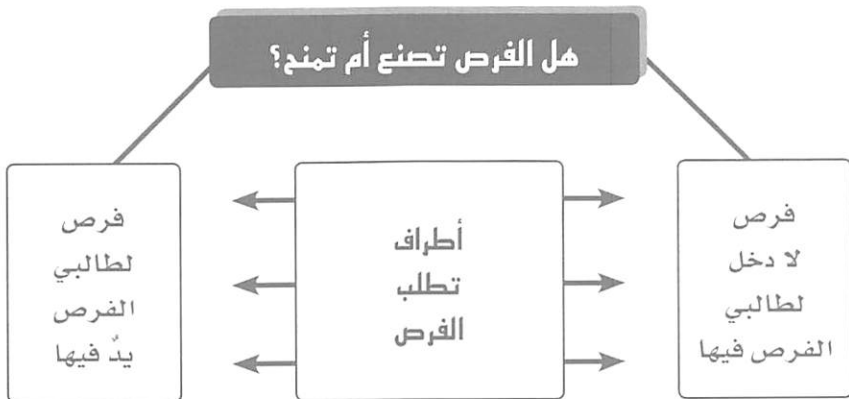 هل الفرص تصنع أم تمنح؟
فرص
لا دخل
لطالبي
الفرص فيها
أطراف
تطلب
الفرص
فرص
لطالبي
الفرص
يدٌ فيها